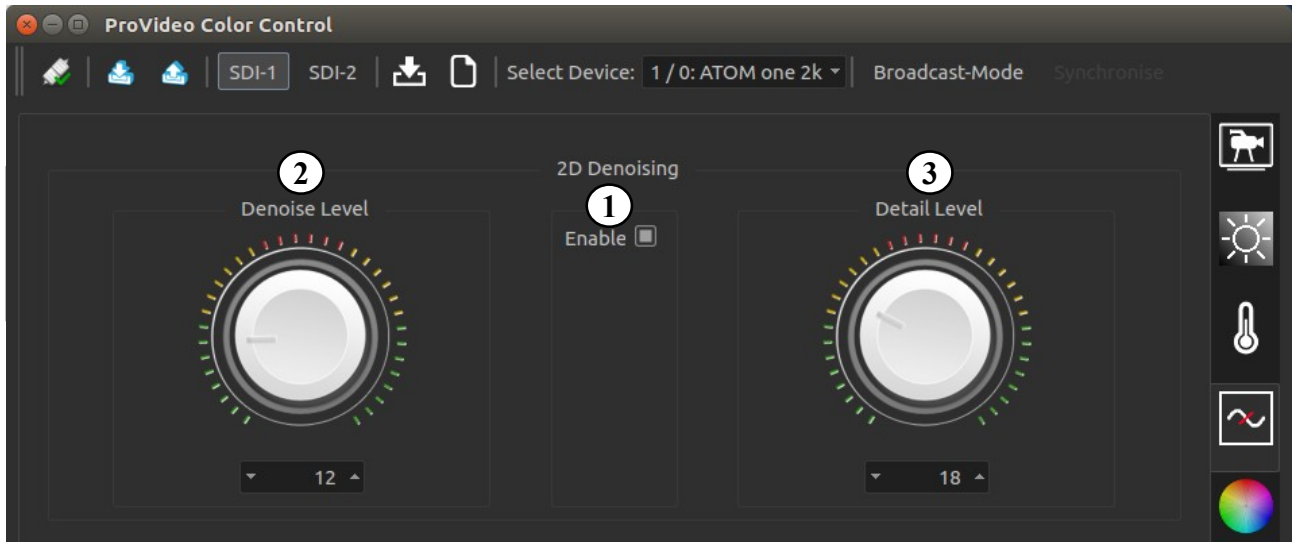 ProVideo Color Control
SDI-1 SDI-2 Select Device: 1 / 0: ATOM one 2k Broadcast-Mode Synchronise
2D Denoising
2 1 3
Denoise Level Detail Level
Enable
12 18